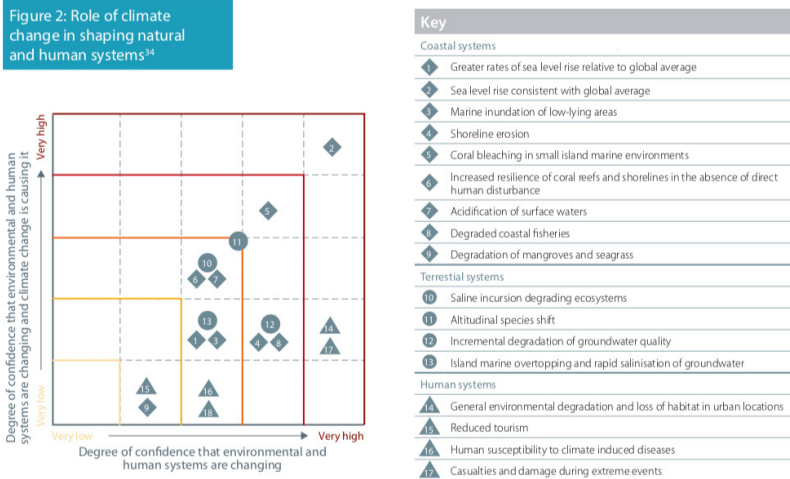 Figure 2: Role of climate
change in shaping natural
and human systems³⁴
Degree of confidence that environmental and human
systems are changing and climate change is causing it
Very high
Very low
2
5
11
10
6 7
13
1 3
12
4 8
14
17
15
9
16
18
Very low
Very high
Degree of confidence that environmental and
human systems are changing
Key
Coastal systems
1 Greater rates of sea level rise relative to global average
2 Sea level rise consistent with global average
3 Marine inundation of low-lying areas
4 Shoreline erosion
5 Coral bleaching in small island marine environments
6 Increased resilience of coral reefs and shorelines in the absence of direct
human disturbance
7 Acidification of surface waters
8 Degraded coastal fisheries
9 Degradation of mangroves and seagrass
Terrestial systems
10 Saline incursion degrading ecosystems
11 Altitudinal species shift
12 Incremental degradation of groundwater quality
13 Island marine overtopping and rapid salinisation of groundwater
Human systems
14 General environmental degradation and loss of habitat in urban locations
15 Reduced tourism
16 Human susceptibility to climate induced diseases
17 Casualties and damage during extreme events